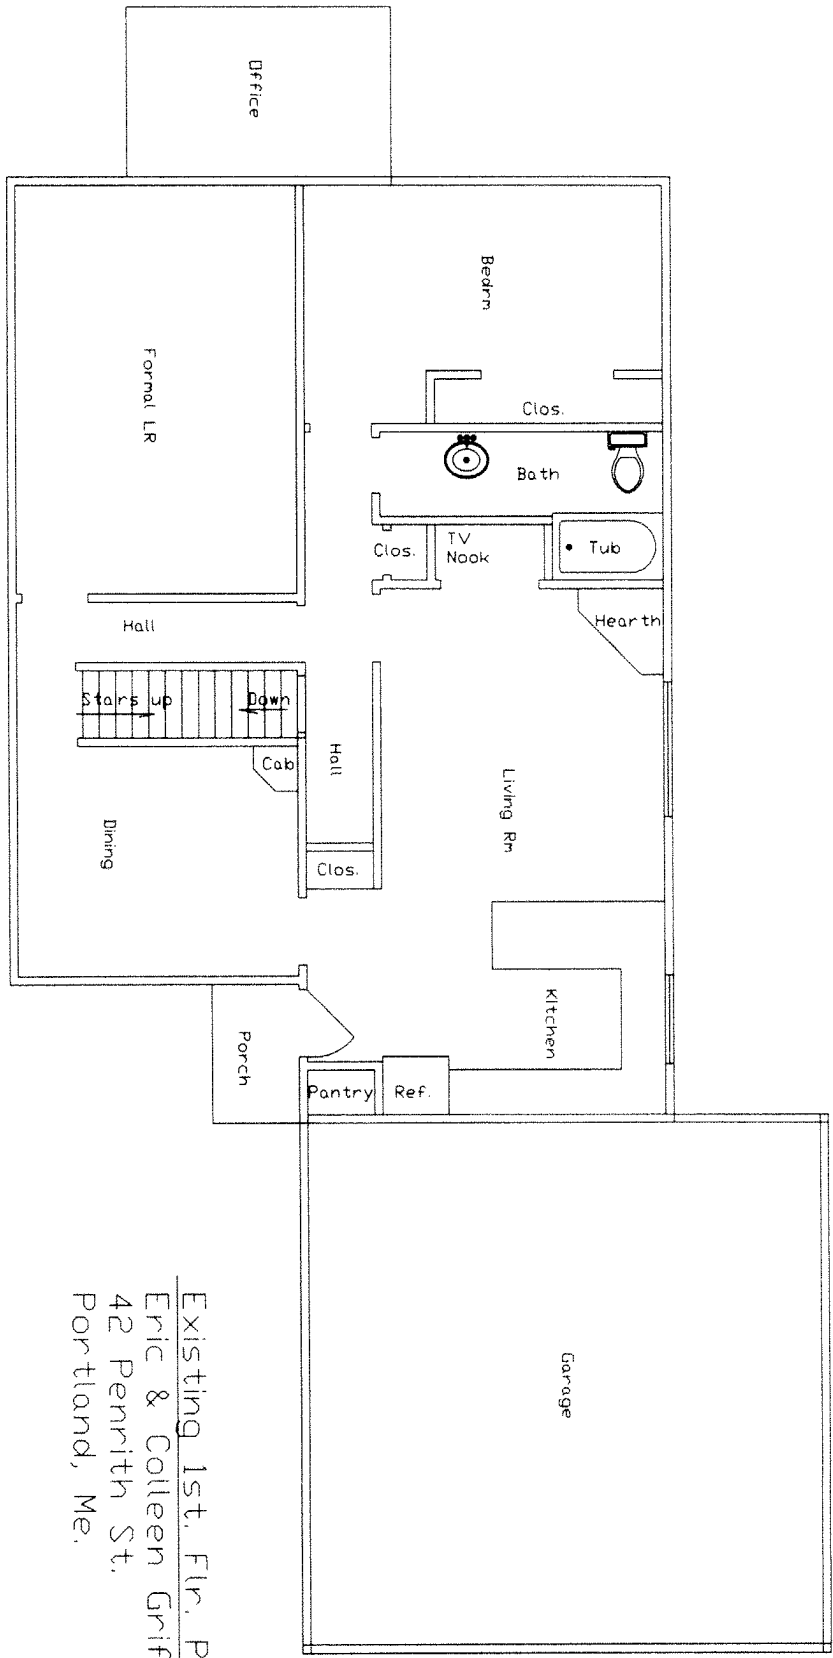 Office
Bedrm
Formal LR
Clos.
Bath
TV
Nook
Clos.
Tub
Hearth
Hall
Stars up
Down
Cab
Hall
Living Rm
Dining
Clos.
Kitchen
Porch
Pantry
Ref.
Garage
Existing 1st. Flr. P
Eric & Colleen Grif
42 Penrith St.
Portland, Me.